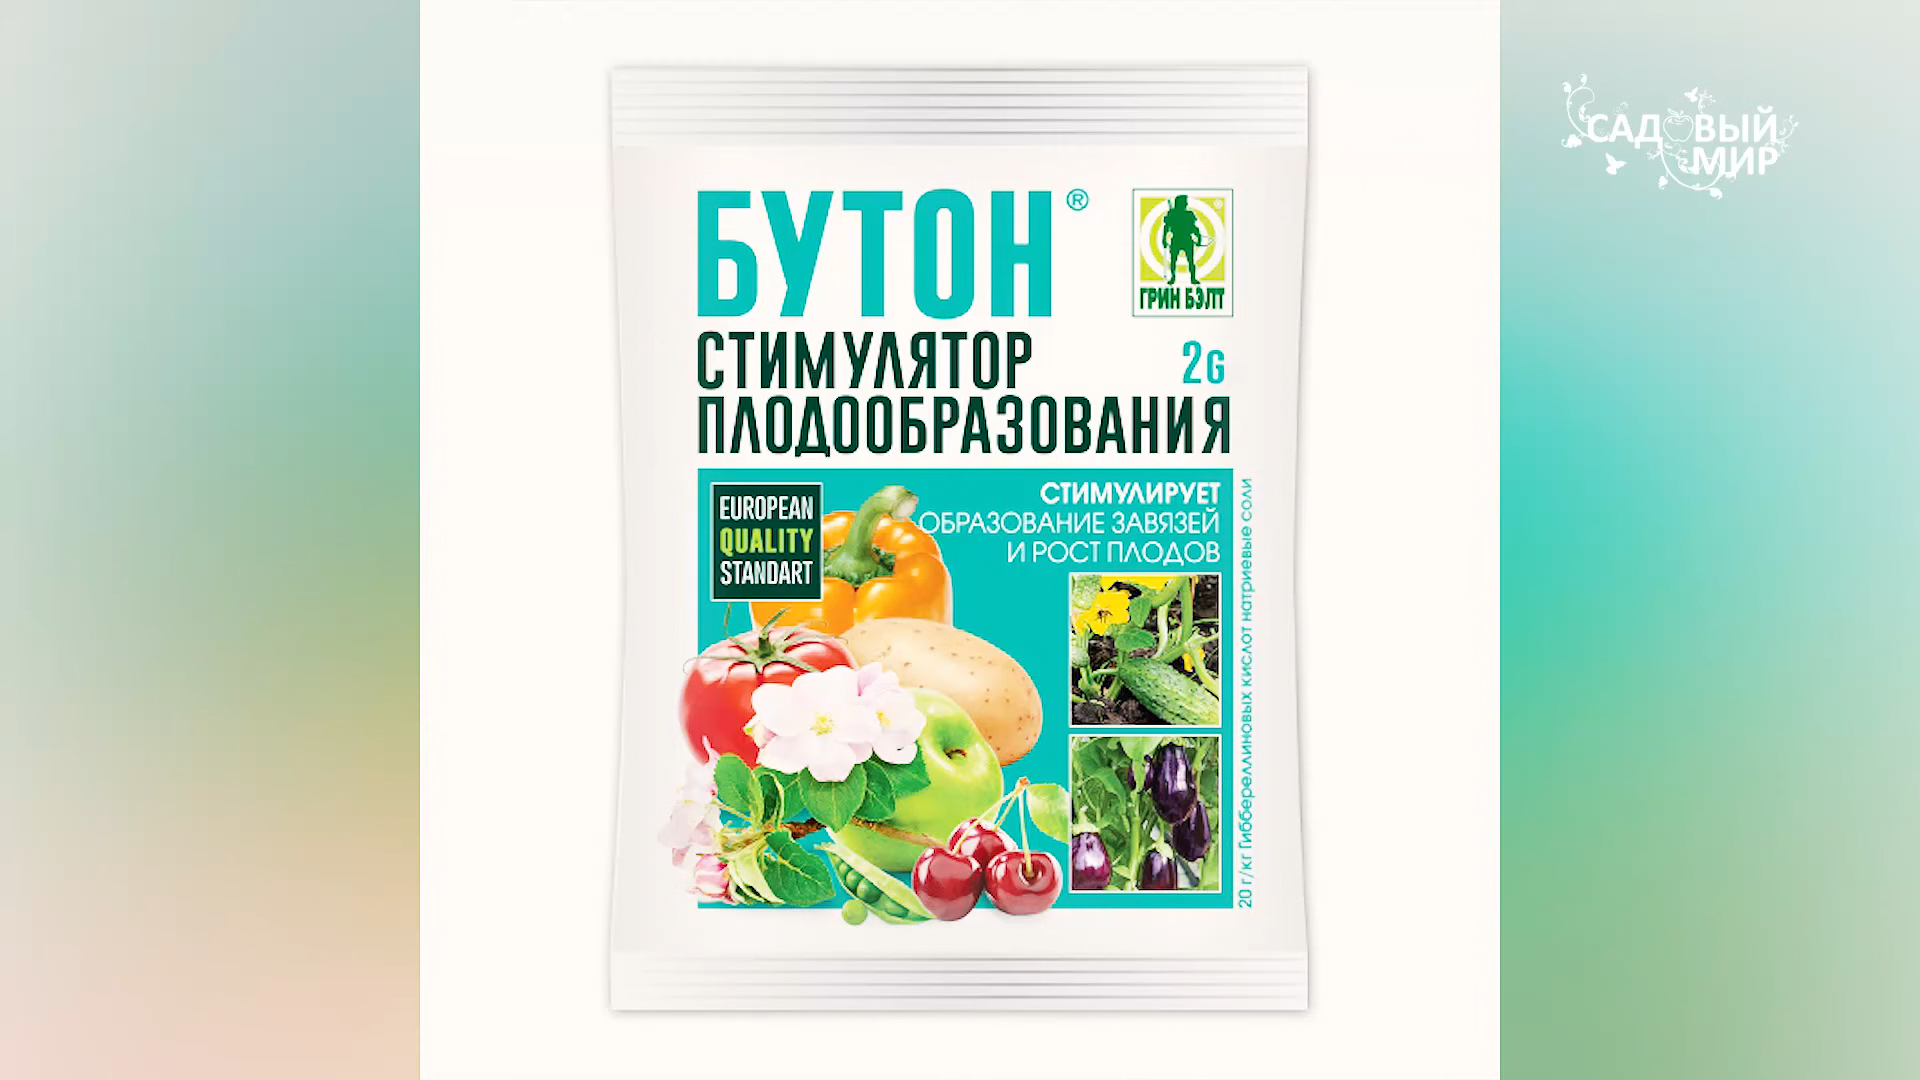 САДОВЫЙ
МИР
БУТОН®
ГРИН БЭЛТ
СТИМУЛЯТОР
2G
ПЛОДООБРАЗОВАНИЯ
EUROPEAN
QUALITY
STANDART
СТИМУЛИРУЕТ
ОБРАЗОВАНИЕ ЗАВЯЗЕЙ
И РОСТ ПЛОДОВ
20 г/кг Гиббереллиновых кислот натриевые соли